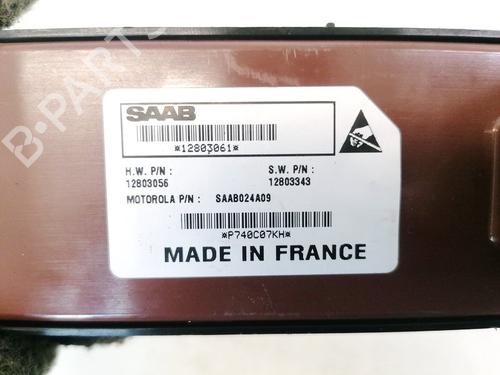 SAAB
*12803061*
H.W. P/N : S.W. P/N :
12803056 12803343
MOTOROLA P/N : SAAB024A09
*P740C07KH*
MADE IN FRANCE
B-PARTS